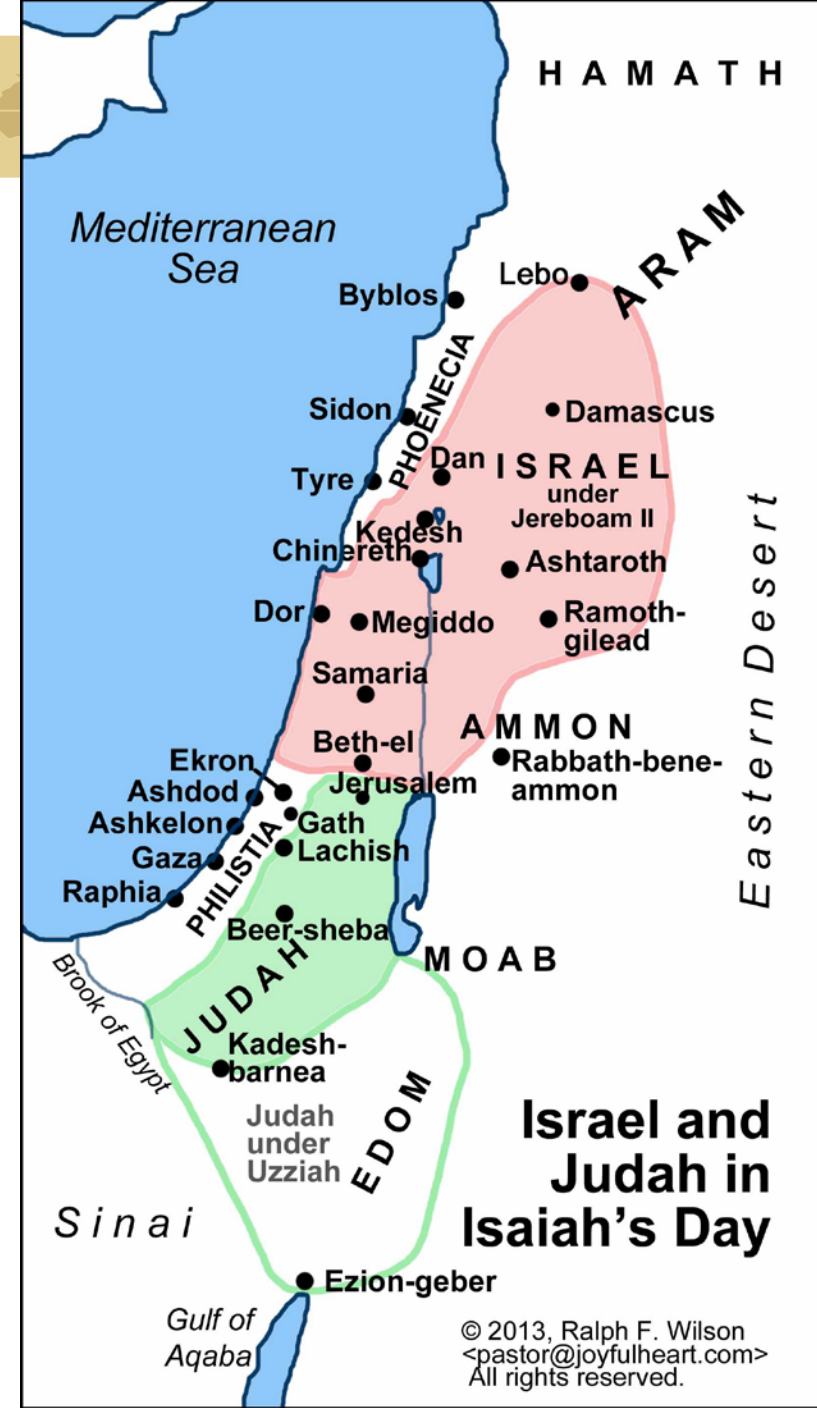 H A M A T H
Mediterranean
Sea
ARAM
Lebo
Byblos
PHOENECIA
Sidon
Damascus
Dan
I S R A E L
under
Jereboam II
Tyre
Kedesh
Chinereth
Ashtaroth
Eastern Desert
Dor
Megiddo
Ramoth-
gilead
Samaria
A M M O N
Beth-el
Rabbath-bene-
ammon
Ekron
Jerusalem
Ashdod
Ashkelon
Gath
Lachish
Gaza
PHILISTIA
Raphia
Beer-sheba
JUDAH
M O A B
Brook of Egypt
Kadesh-
barnea
EDOM
Judah
under
Uzziah
Israel and
Judah in
Isaiah's Day
S i n a i
Ezion-geber
Gulf of
Aqaba
© 2013, Ralph F. Wilson
<pastor@joyfulheart.com>
All rights reserved.